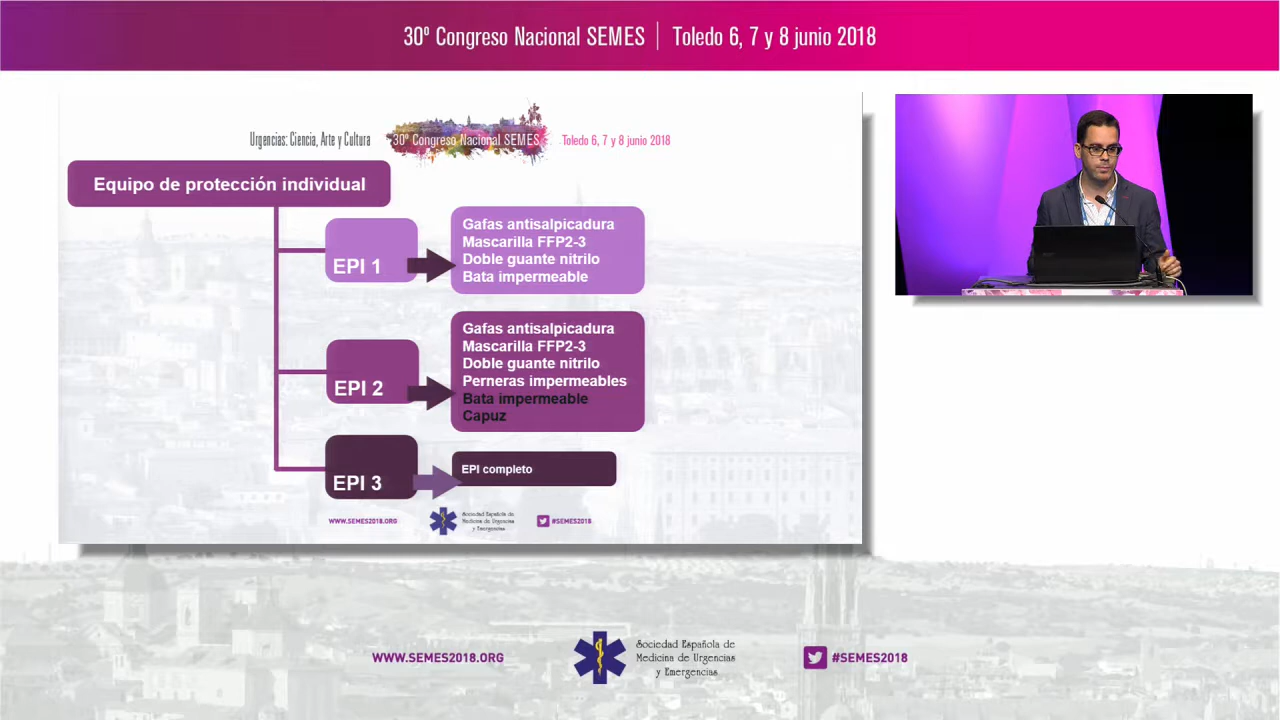 30º Congreso Nacional SEMES | Toledo 6, 7 y 8 junio 2018
Urgencias: Ciencia, Arte y Cultura
30º Congreso Nacional SEMES
Toledo 6, 7 y 8 junio 2018
Equipo de protección individual
EPI 1
Gafas antisalpicadura
Mascarilla FFP2-3
Doble guante nitrilo
Bata impermeable
EPI 2
Gafas antisalpicadura
Mascarilla FFP2-3
Doble guante nitrilo
Perneras impermeables
Bata impermeable
Capuz
EPI 3
EPI completo
WWW.SEMES2018.ORG
Sociedad Española de
Medicina de Urgencias
y Emergencias
#SEMES2018
WWW.SEMES2018.ORG
Sociedad Española de
Medicina de Urgencias
y Emergencias
#SEMES2018